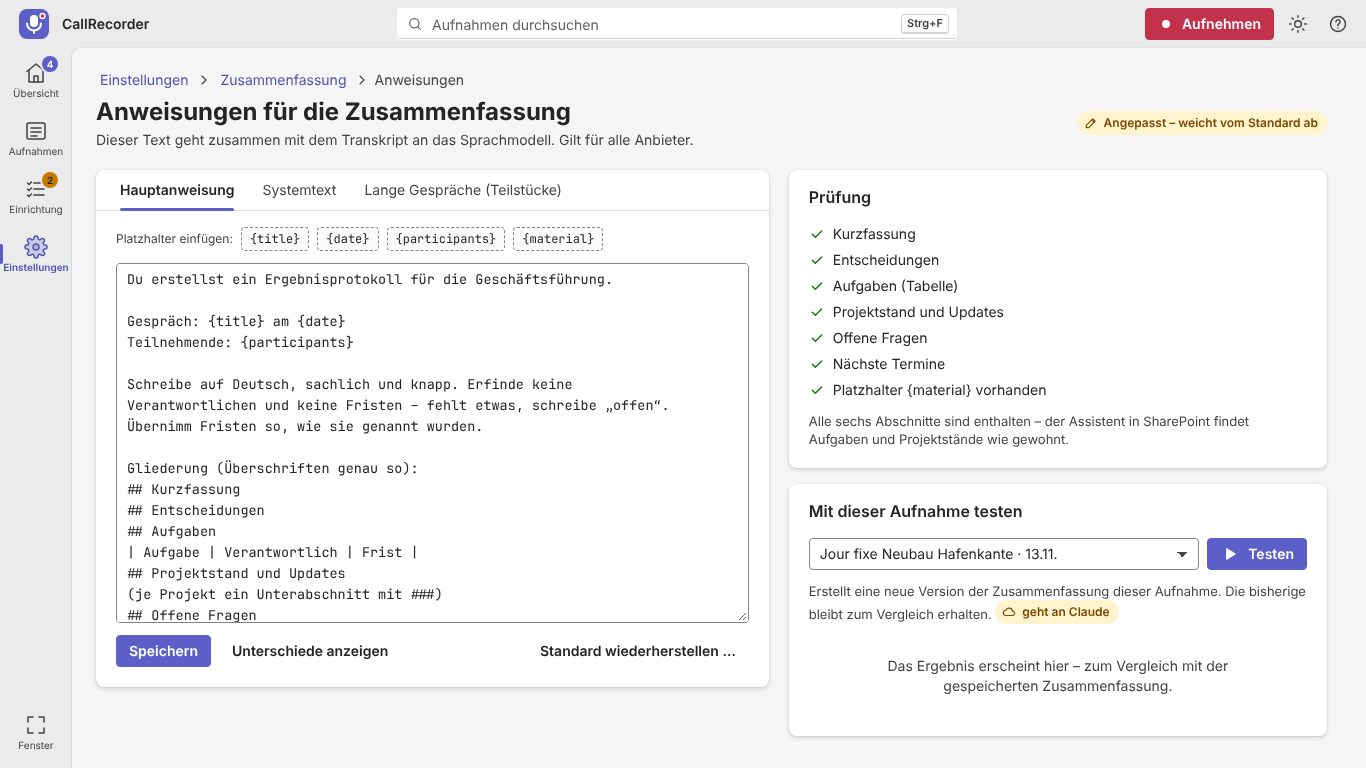 CallRecorder
Aufnahmen durchsuchen
Strg+F
Aufnehmen
4
Übersicht
Aufnahmen
2
Einrichtung
Einstellungen
Fenster
Einstellungen > Zusammenfassung > Anweisungen
Anweisungen für die Zusammenfassung
Dieser Text geht zusammen mit dem Transkript an das Sprachmodell. Gilt für alle Anbieter.
Angepasst – weicht vom Standard ab
Hauptanweisung Systemtext Lange Gespräche (Teilstücke)
Platzhalter einfügen: {title} {date} {participants} {material}
Du erstellst ein Ergebnisprotokoll für die Geschäftsführung.
Gespräch: {title} am {date}
Teilnehmende: {participants}
Schreibe auf Deutsch, sachlich und knapp. Erfinde keine
Verantwortlichen und keine Fristen – fehlt etwas, schreibe „offen“.
Übernimm Fristen so, wie sie genannt wurden.
Gliederung (Überschriften genau so):
## Kurzfassung
## Entscheidungen
## Aufgaben
| Aufgabe | Verantwortlich | Frist |
## Projektstand und Updates
(je Projekt ein Unterabschnitt mit ###)
## Offene Fragen
Speichern Unterschiede anzeigen Standard wiederherstellen …
Prüfung
Kurzfassung
Entscheidungen
Aufgaben (Tabelle)
Projektstand und Updates
Offene Fragen
Nächste Termine
Platzhalter {material} vorhanden
Alle sechs Abschnitte sind enthalten – der Assistent in SharePoint findet
Aufgaben und Projektstände wie gewohnt.
Mit dieser Aufnahme testen
Jour fixe Neubau Hafenkante · 13.11.
Testen
Erstellt eine neue Version der Zusammenfassung dieser Aufnahme. Die bisherige
bleibt zum Vergleich erhalten. geht an Claude
Das Ergebnis erscheint hier – zum Vergleich mit der
gespeicherten Zusammenfassung.